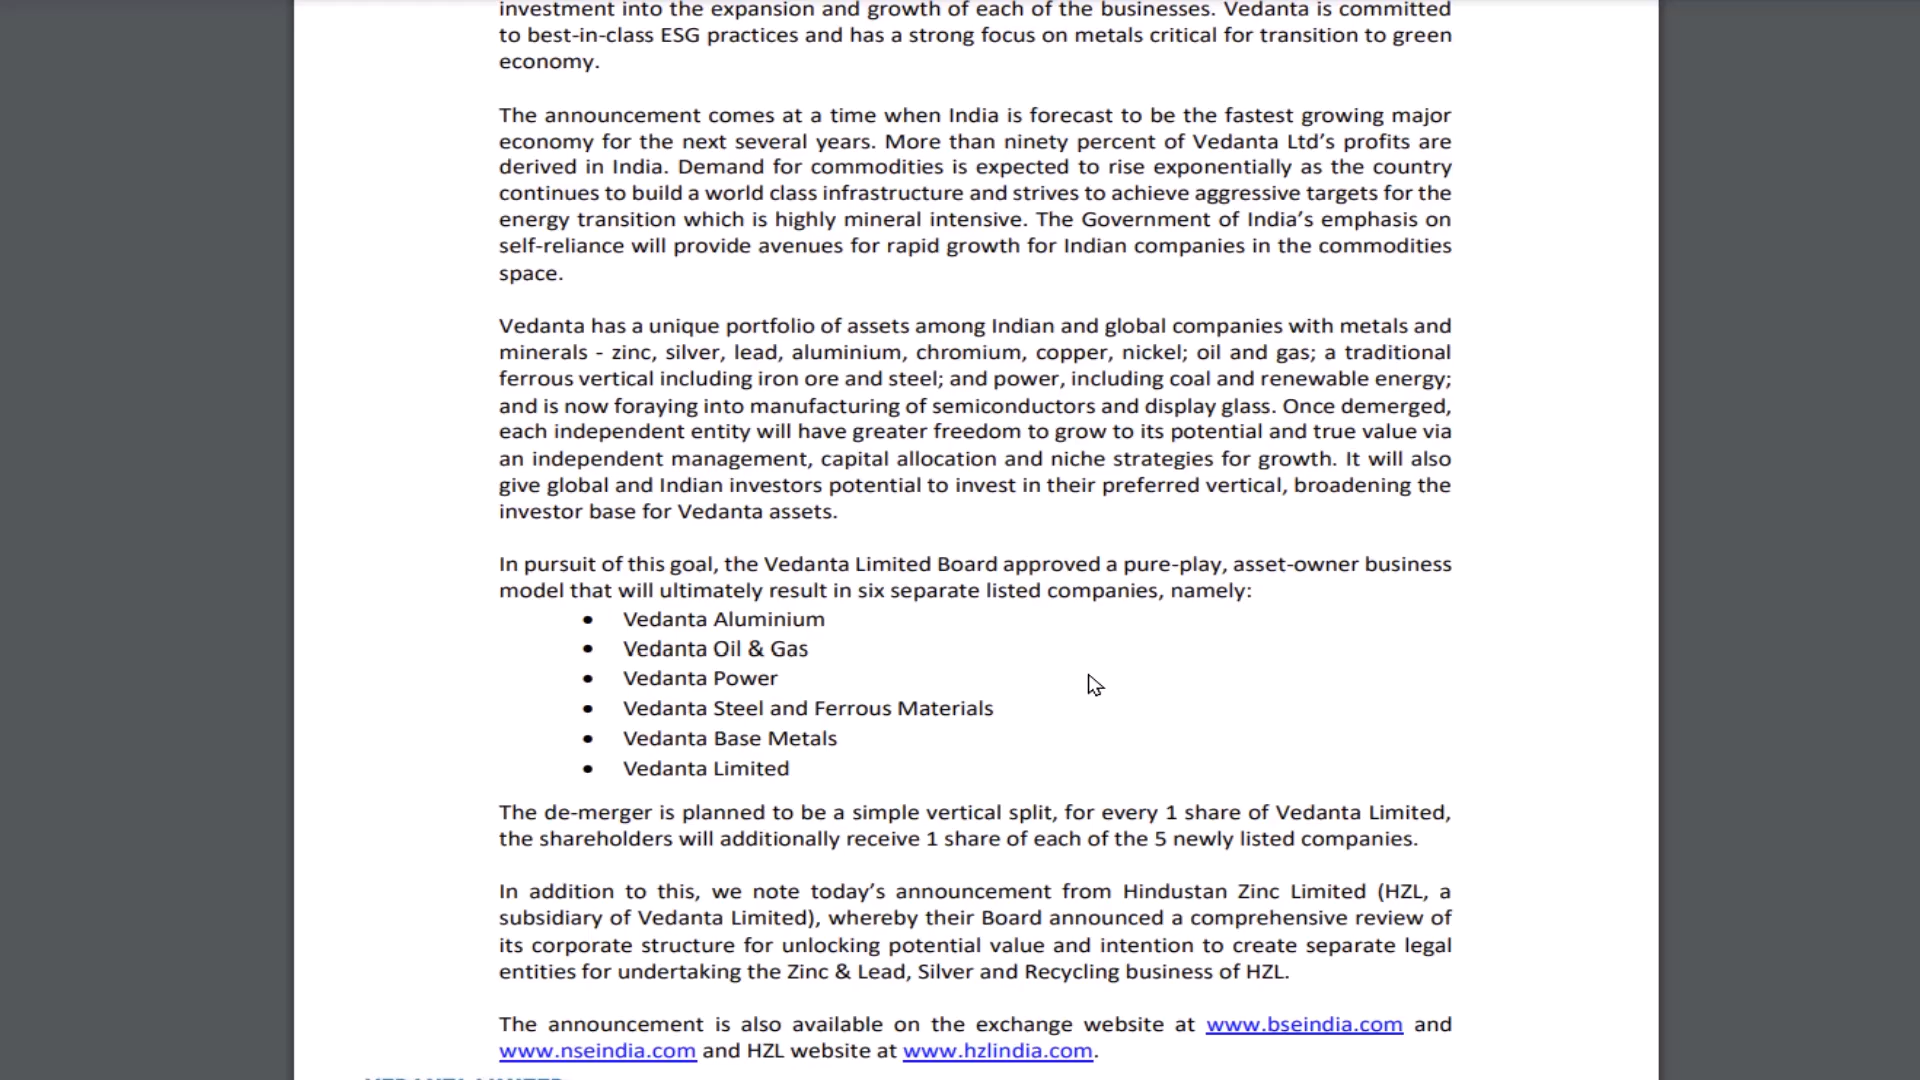 investment into the expansion and growth of each of the businesses. Vedanta is committed
to best-in-class ESG practices and has a strong focus on metals critical for transition to green
economy.
The announcement comes at a time when India is forecast to be the fastest growing major
economy for the next several years. More than ninety percent of Vedanta Ltd’s profits are
derived in India. Demand for commodities is expected to rise exponentially as the country
continues to build a world class infrastructure and strives to achieve aggressive targets for the
energy transition which is highly mineral intensive. The Government of India’s emphasis on
self-reliance will provide avenues for rapid growth for Indian companies in the commodities
space.
Vedanta has a unique portfolio of assets among Indian and global companies with metals and
minerals - zinc, silver, lead, aluminium, chromium, copper, nickel; oil and gas; a traditional
ferrous vertical including iron ore and steel; and power, including coal and renewable energy;
and is now foraying into manufacturing of semiconductors and display glass. Once demerged,
each independent entity will have greater freedom to grow to its potential and true value via
an independent management, capital allocation and niche strategies for growth. It will also
give global and Indian investors potential to invest in their preferred vertical, broadening the
investor base for Vedanta assets.
In pursuit of this goal, the Vedanta Limited Board approved a pure-play, asset-owner business
model that will ultimately result in six separate listed companies, namely:
• Vedanta Aluminium
• Vedanta Oil & Gas
• Vedanta Power
• Vedanta Steel and Ferrous Materials
• Vedanta Base Metals
• Vedanta Limited
The de-merger is planned to be a simple vertical split, for every 1 share of Vedanta Limited,
the shareholders will additionally receive 1 share of each of the 5 newly listed companies.
In addition to this, we note today’s announcement from Hindustan Zinc Limited (HZL, a
subsidiary of Vedanta Limited), whereby their Board announced a comprehensive review of
its corporate structure for unlocking potential value and intention to create separate legal
entities for undertaking the Zinc & Lead, Silver and Recycling business of HZL.
The announcement is also available on the exchange website at www.bseindia.com and
www.nseindia.com and HZL website at www.hzlindia.com.